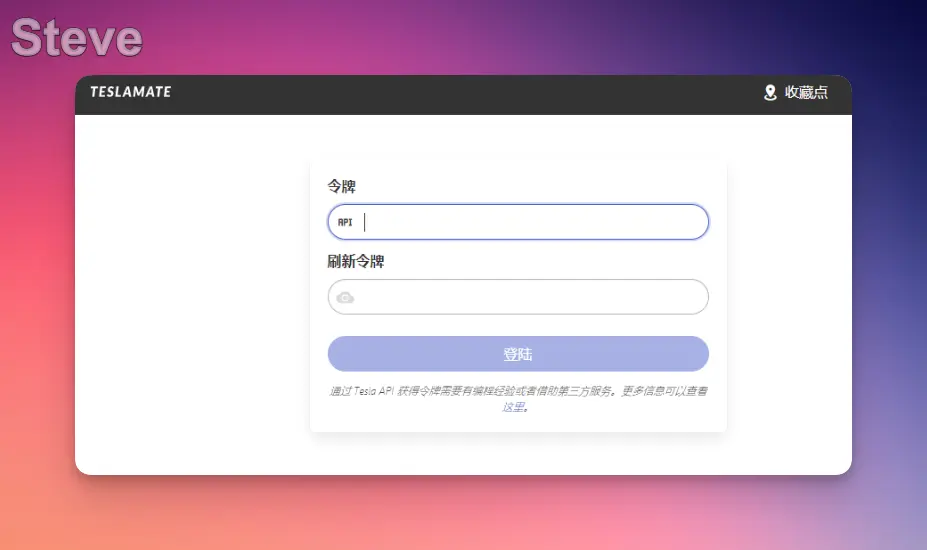 Steve
TESLAMATE
收藏点
令牌
API
刷新令牌
登陆
通过 Tesla API 获得令牌需要有编程经验或者借助第三方服务。更多信息可以查看
这里。